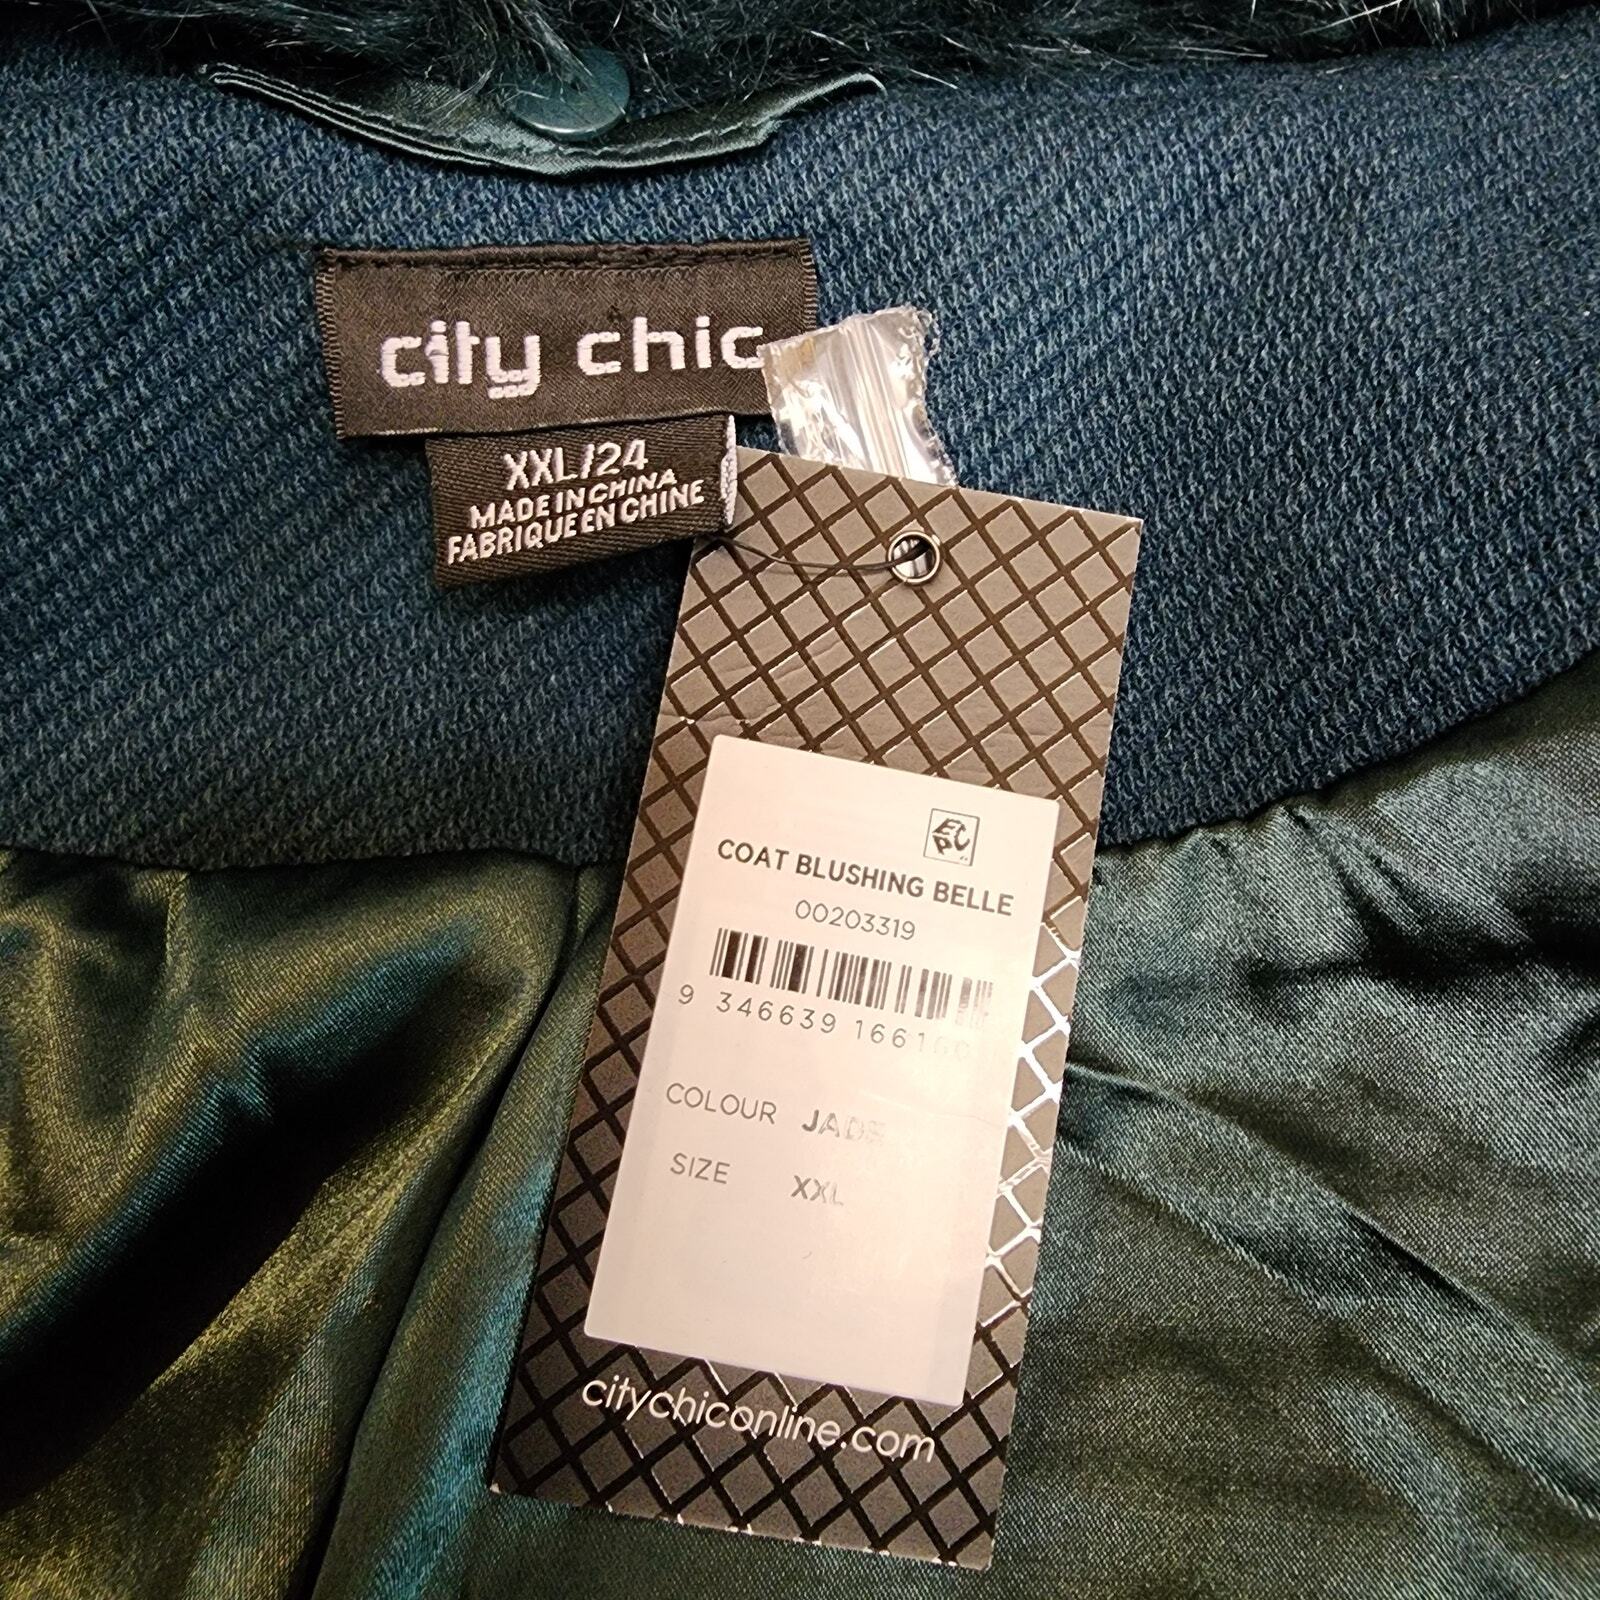 city chic
XXL/24
MADE IN CHINA
FABRIQUE EN CHINE
COAT BLUSHING BELLE
00203319
9 346639 166160
COLOUR JADE
SIZE XXL
citychiconline.com